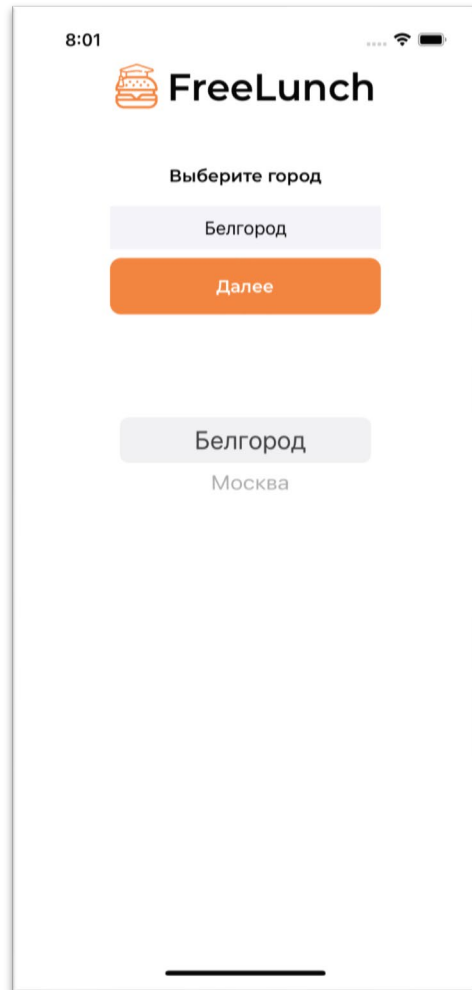 8:01
FreeLunch
Выберите город
Белгород
Далее
Белгород
Москва